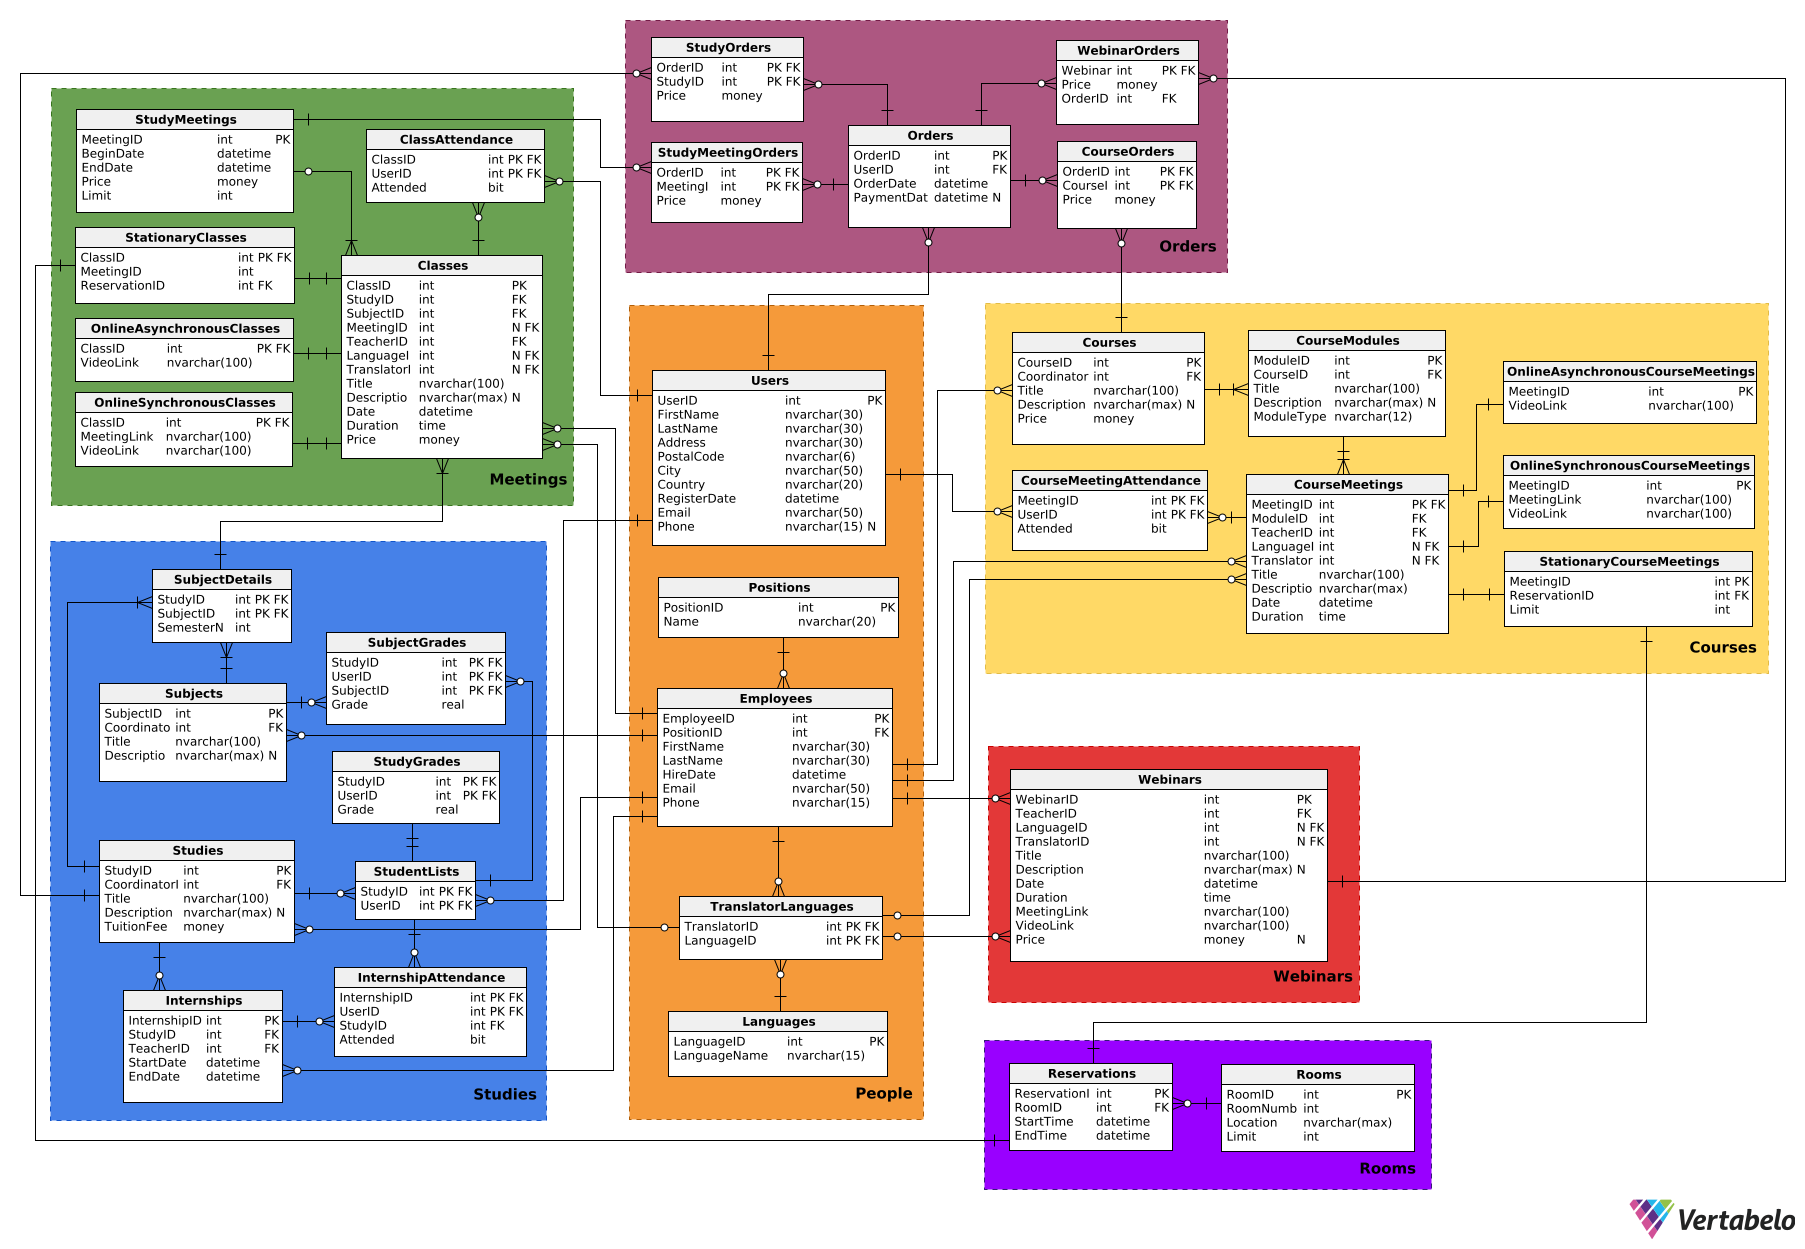 StudyOrders
OrderID int PK FK
StudyID int PK FK
Price money
WebinarOrders
Webinar int PK FK
Price money
OrderID int FK
StudyMeetingOrders
OrderID int PK FK
MeetingI int PK FK
Price money
Orders
OrderID int PK
UserID int FK
OrderDate datetime
PaymentDat datetime N
CourseOrders
OrderID int PK FK
CourseI int PK FK
Price money
Orders
StudyMeetings
MeetingID int PK
BeginDate datetime
EndDate datetime
Price money
Limit int
ClassAttendance
ClassID int PK FK
UserID int PK FK
Attended bit
StationaryClasses
ClassID int PK FK
MeetingID int
ReservationID int FK
Classes
ClassID int PK
StudyID int FK
SubjectID int FK
MeetingID int N FK
TeacherID int FK
LanguageI int N FK
TranslatorI int N FK
Title nvarchar(100)
Descriptio nvarchar(max) N
Date datetime
Duration time
Price money
OnlineAsynchronousClasses
ClassID int PK FK
VideoLink nvarchar(100)
OnlineSynchronousClasses
ClassID int PK FK
MeetingLink nvarchar(100)
VideoLink nvarchar(100)
Meetings
Users
UserID int PK
FirstName nvarchar(30)
LastName nvarchar(30)
Address nvarchar(30)
PostalCode nvarchar(6)
City nvarchar(50)
Country nvarchar(20)
RegisterDate datetime
Email nvarchar(50)
Phone nvarchar(15) N
Positions
PositionID int PK
Name nvarchar(20)
Employees
EmployeeID int PK
PositionID int FK
FirstName nvarchar(30)
LastName nvarchar(30)
HireDate datetime
Email nvarchar(50)
Phone nvarchar(15)
TranslatorLanguages
TranslatorID int PK FK
LanguageID int PK FK
Languages
LanguageID int PK
LanguageName nvarchar(15)
People
Courses
CourseID int PK
Coordinator int FK
Title nvarchar(100)
Description nvarchar(max) N
Price money
CourseModules
ModuleID int PK
CourseID int FK
Title nvarchar(100)
Description nvarchar(max) N
ModuleType nvarchar(12)
OnlineAsynchronousCourseMeetings
MeetingID int PK
VideoLink nvarchar(100)
CourseMeetingAttendance
MeetingID int PK FK
UserID int PK FK
Attended bit
CourseMeetings
MeetingID int PK FK
ModuleID int FK
TeacherID int FK
LanguageI int N FK
Translator int N FK
Title nvarchar(100)
Descriptio nvarchar(max)
Date datetime
Duration time
OnlineSynchronousCourseMeetings
MeetingID int PK
MeetingLink nvarchar(100)
VideoLink nvarchar(100)
StationaryCourseMeetings
MeetingID int PK
ReservationID int FK
Limit int
Courses
SubjectDetails
StudyID int PK FK
SubjectID int PK FK
SemesterN int
SubjectGrades
StudyID int PK FK
UserID int PK FK
SubjectID int PK FK
Grade real
Subjects
SubjectID int PK
Coordinato int FK
Title nvarchar(100)
Descriptio nvarchar(max) N
StudyGrades
StudyID int PK FK
UserID int PK FK
Grade real
Studies
StudyID int PK
CoordinatorI int FK
Title nvarchar(100)
Description nvarchar(max) N
TuitionFee money
StudentLists
StudyID int PK FK
UserID int PK FK
Internships
InternshipID int PK
StudyID int FK
TeacherID int FK
StartDate datetime
EndDate datetime
InternshipAttendance
InternshipID int PK FK
UserID int PK FK
StudyID int FK
Attended bit
Studies
Webinars
WebinarID int PK
TeacherID int FK
LanguageID int N FK
TranslatorID int N FK
Title nvarchar(100)
Description nvarchar(max) N
Date datetime
Duration time
MeetingLink nvarchar(100)
VideoLink nvarchar(100)
Price money N
Webinars
Reservations
ReservationI int PK
RoomID int FK
StartTime datetime
EndTime datetime
Rooms
RoomID int PK
RoomNumb int
Location nvarchar(max)
Limit int
Rooms
Vertabelo